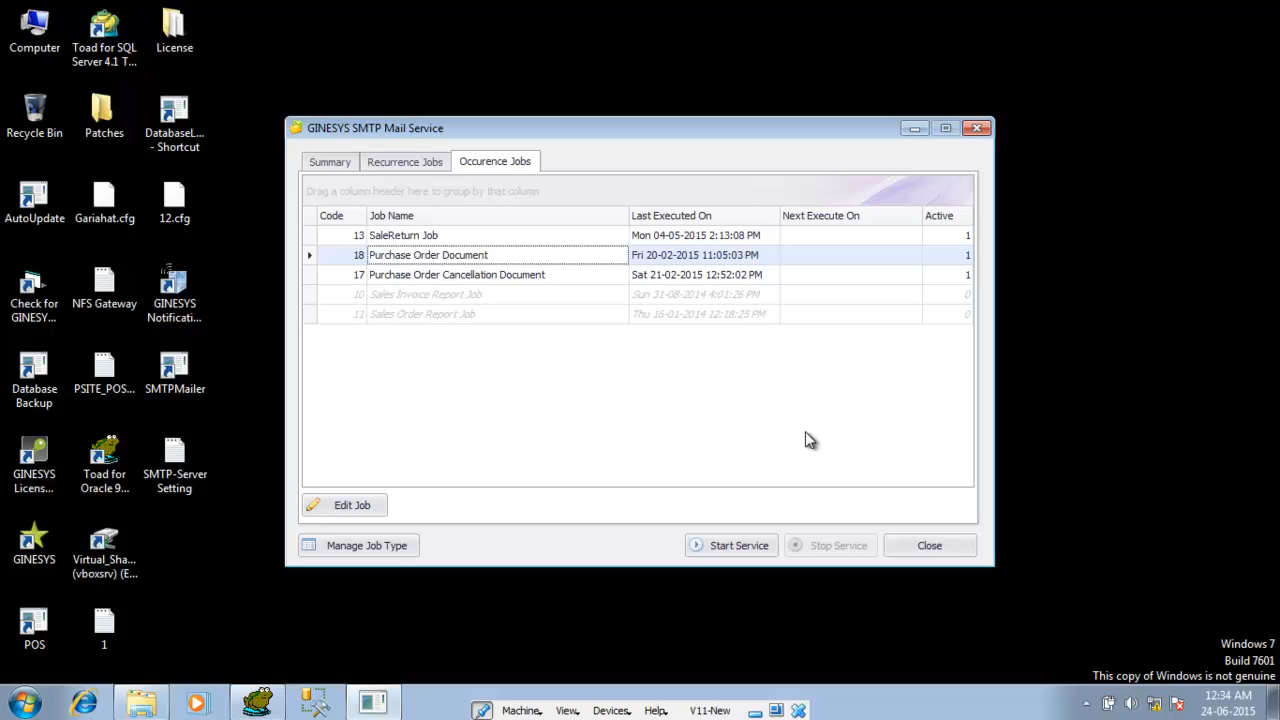 Computer
Toad for SQL
Server 4.1 T...
License
Recycle Bin
Patches
DatabaseL...
- Shortcut
AutoUpdate
Gariahat.cfg
12.cfg
Check for
GINESY...
NFS Gateway
GINESYS
Notificati...
Database
Backup
PSITE_POS...
SMTPMailer
GINESYS
Licens...
Toad for
Oracle 9...
SMTP-Server
Setting
GINESYS
Virtual_Sha...
(vboxsrv) (E...
POS
1
GINESYS SMTP Mail Service
Summary
Recurrence Jobs
Occurence Jobs
Drag a column header here to group by that column
Code Job Name Last Executed On Next Execute On Active
13 SaleReturn Job Mon 04-05-2015 2:13:08 PM 1
18 Purchase Order Document Fri 20-02-2015 11:05:03 PM 1
17 Purchase Order Cancellation Document Sat 21-02-2015 12:52:02 PM 1
10 Sales Invoice Report Job Sun 31-08-2014 4:01:26 PM 0
11 Sales Order Report Job Thu 16-01-2014 12:18:25 PM 0
Edit Job
Manage Job Type
Start Service
Stop Service
Close
Windows 7
Build 7601
This copy of Windows is not genuine
Machine View Devices Help V11-New
12:34 AM
24-06-2015